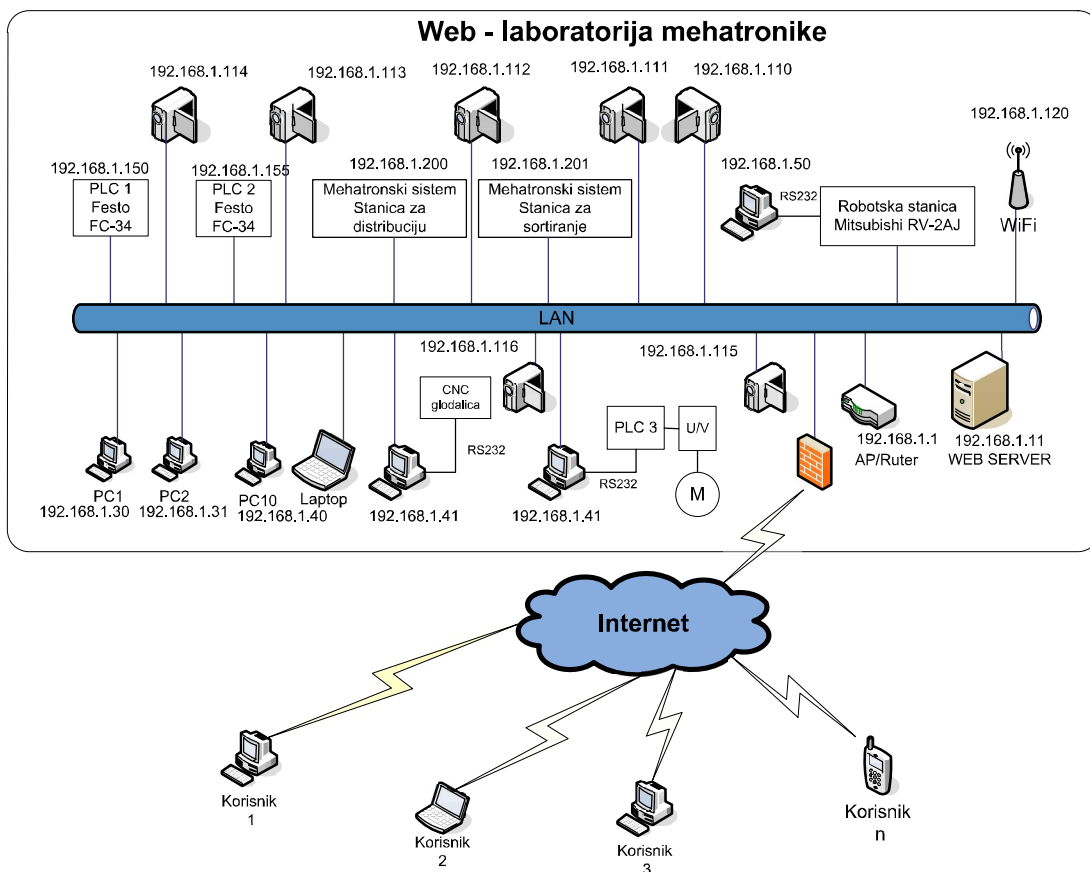 Web - laboratorija mehatronike
192.168.1.114
192.168.1.113
192.168.1.112
192.168.1.111
192.168.1.110
192.168.1.120
192.168.1.150
PLC 1
Festo
FC-34
192.168.1.155
PLC 2
Festo
FC-34
192.168.1.200
Mehatronski sistem
Stanica za
distribuciju
192.168.1.201
Mehatronski sistem
Stanica za
sortiranje
192.168.1.50
RS232
Robotska stanica
Mitsubishi RV-2AJ
WiFi
LAN
192.168.1.116
192.168.1.115
CNC
glodalica
RS232
PLC 3
U/V
RS232
M
192.168.1.1
AP/Ruter
192.168.1.11
WEB SERVER
PC1
192.168.1.30
PC2
192.168.1.31
PC10
192.168.1.40
Laptop
192.168.1.41
192.168.1.41
Internet
Korisnik
1
Korisnik
2
Korisnik
3
Korisnik
n